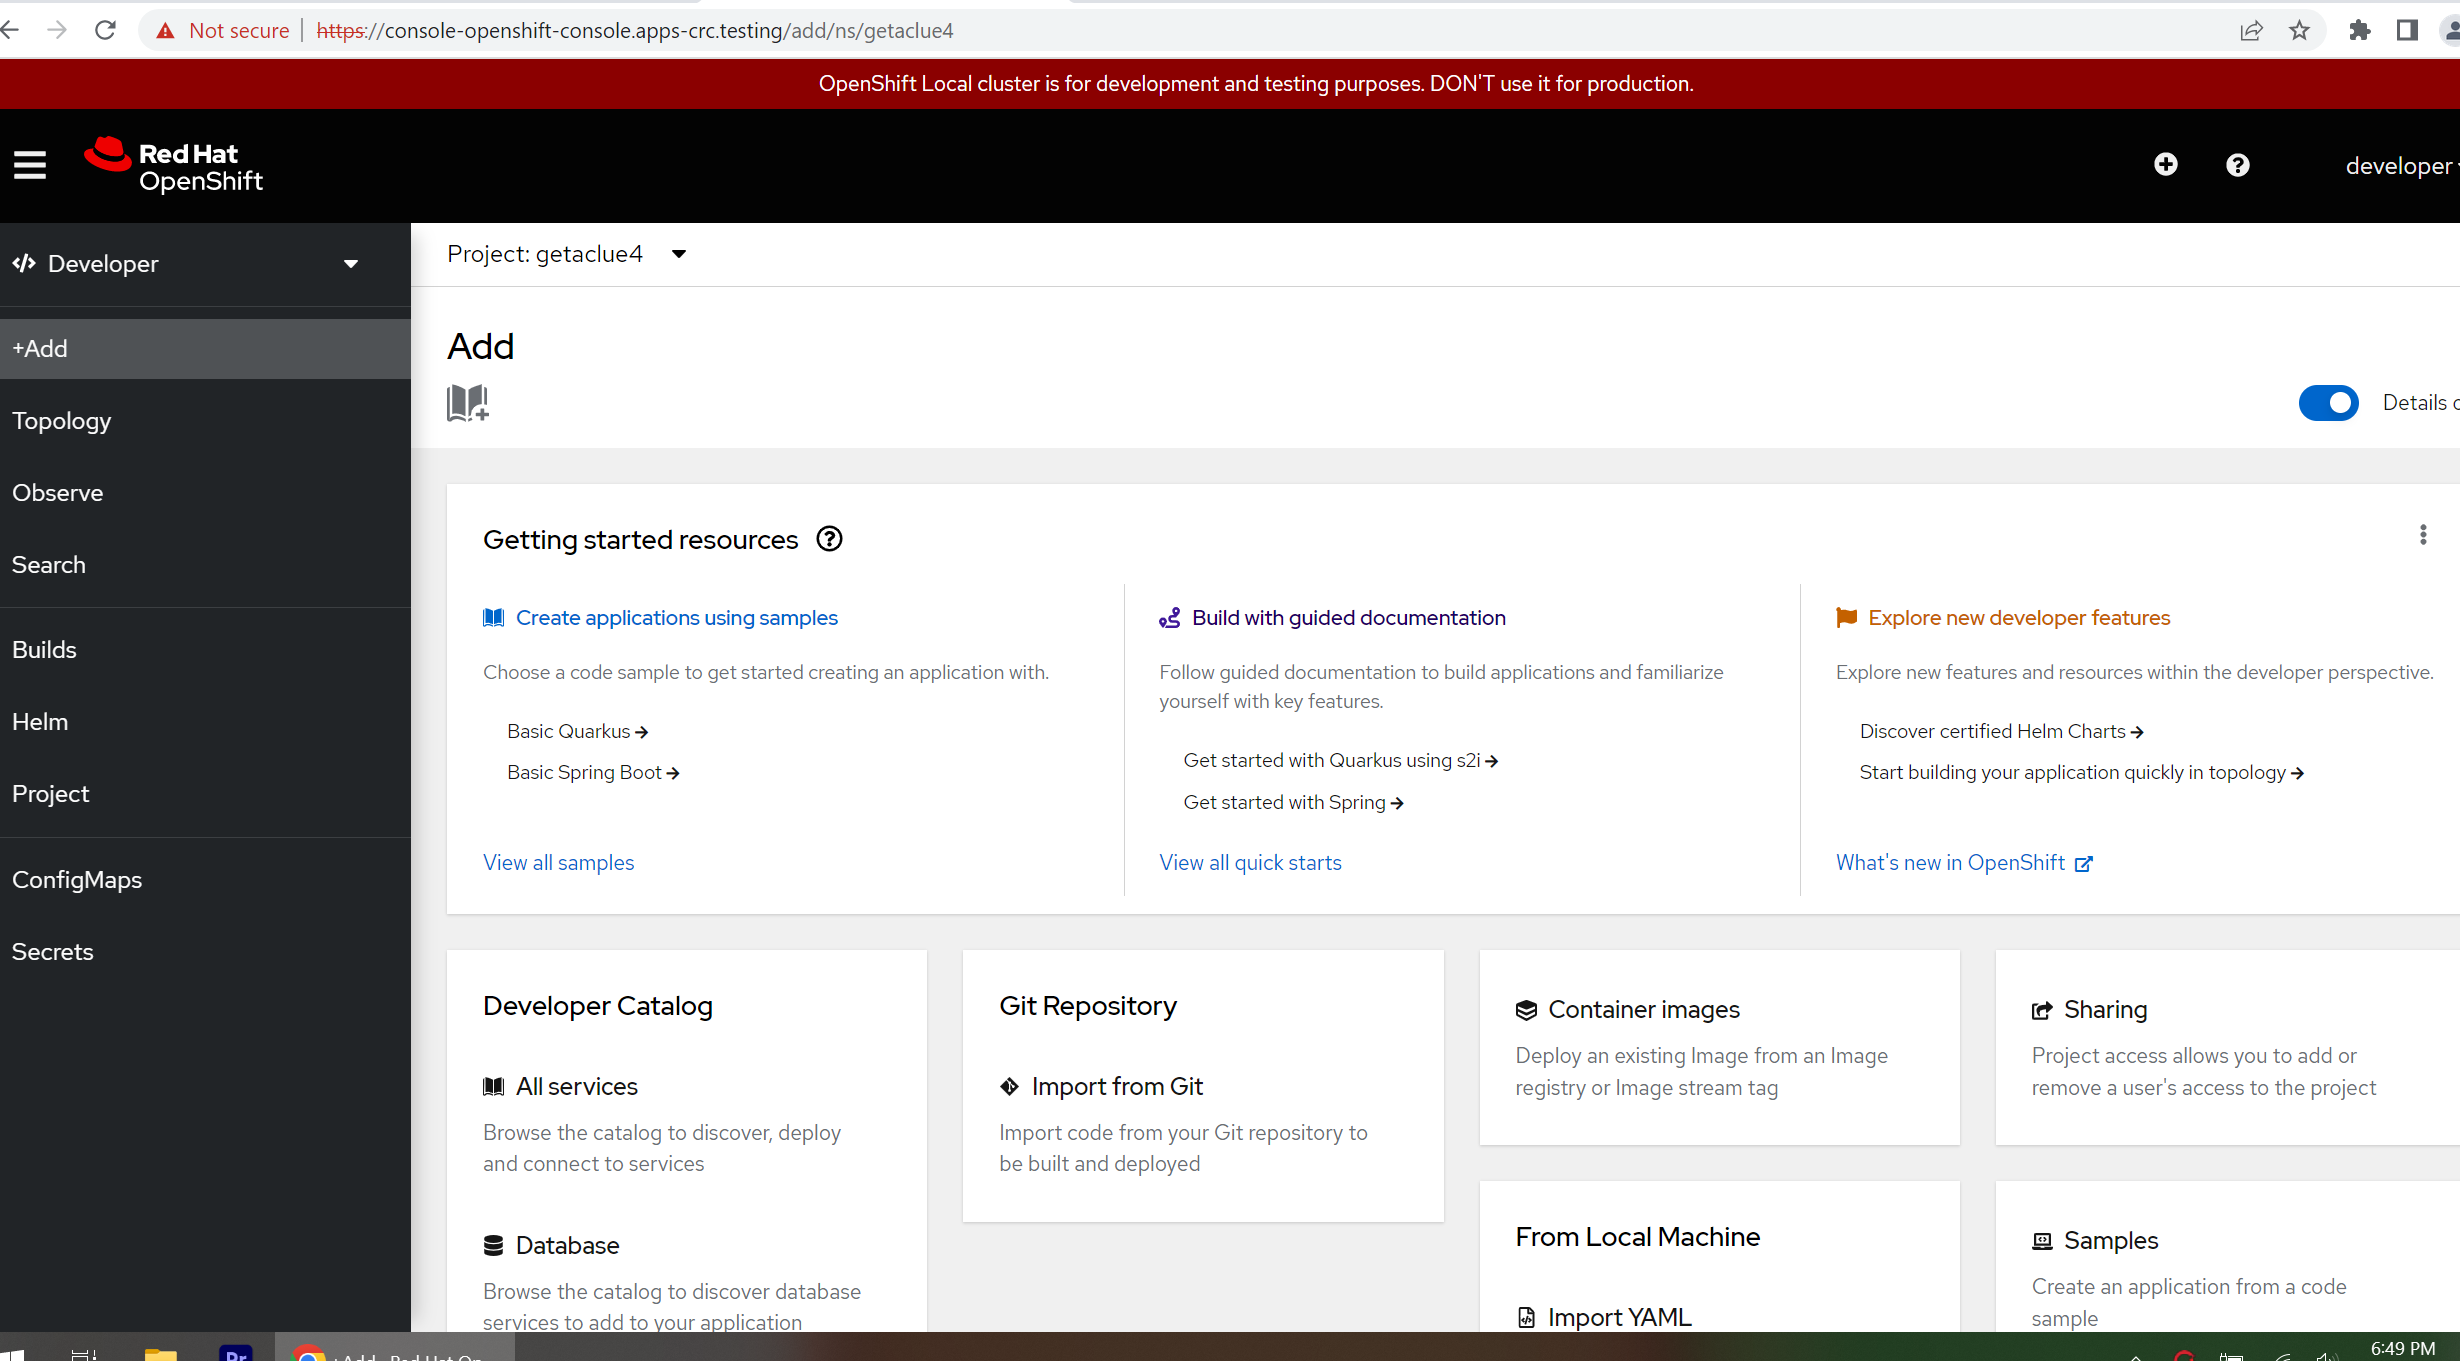 Not secure | https://console-openshift-console.apps-crc.testing/add/ns/getaclue4
OpenShift Local cluster is for development and testing purposes. DON'T use it for production.
Red Hat
OpenShift
developer
Developer
Project: getaclue4
+Add
Topology
Observe
Search
Builds
Helm
Project
ConfigMaps
Secrets
Add
Details
Getting started resources
Create applications using samples
Choose a code sample to get started creating an application with.
Basic Quarkus
Basic Spring Boot
View all samples
Build with guided documentation
Follow guided documentation to build applications and familiarize
yourself with key features.
Get started with Quarkus using s2i
Get started with Spring
View all quick starts
Explore new developer features
Explore new features and resources within the developer perspective.
Discover certified Helm Charts
Start building your application quickly in topology
What's new in OpenShift
Developer Catalog
All services
Browse the catalog to discover, deploy
and connect to services
Database
Browse the catalog to discover database
services to add to your application
Git Repository
Import from Git
Import code from your Git repository to
be built and deployed
Container images
Deploy an existing Image from an Image
registry or Image stream tag
From Local Machine
Import YAML
Sharing
Project access allows you to add or
remove a user's access to the project
Samples
Create an application from a code
sample
Pr
+Add · Red Hat Op
6:49 PM